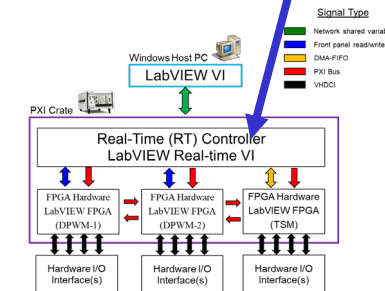 Signal Type
Network shared variabl
Front panel read/write
DMA-FIFO
PXI Bus
VHDCI
Windows Host PC
LabVIEW VI
PXI Crate
Real-Time (RT) Controller
LabVIEW Real-time VI
FPGA Hardware
LabVIEW FPGA
(DPWM-1)
FPGA Hardware
LabVIEW FPGA
(DPWM-2)
FPGA Hardware
LabVIEW FPGA
(TSM)
Hardware I/O
Interface(s)
Hardware I/O
Interface(s)
Hardware I/O
Interface(s)